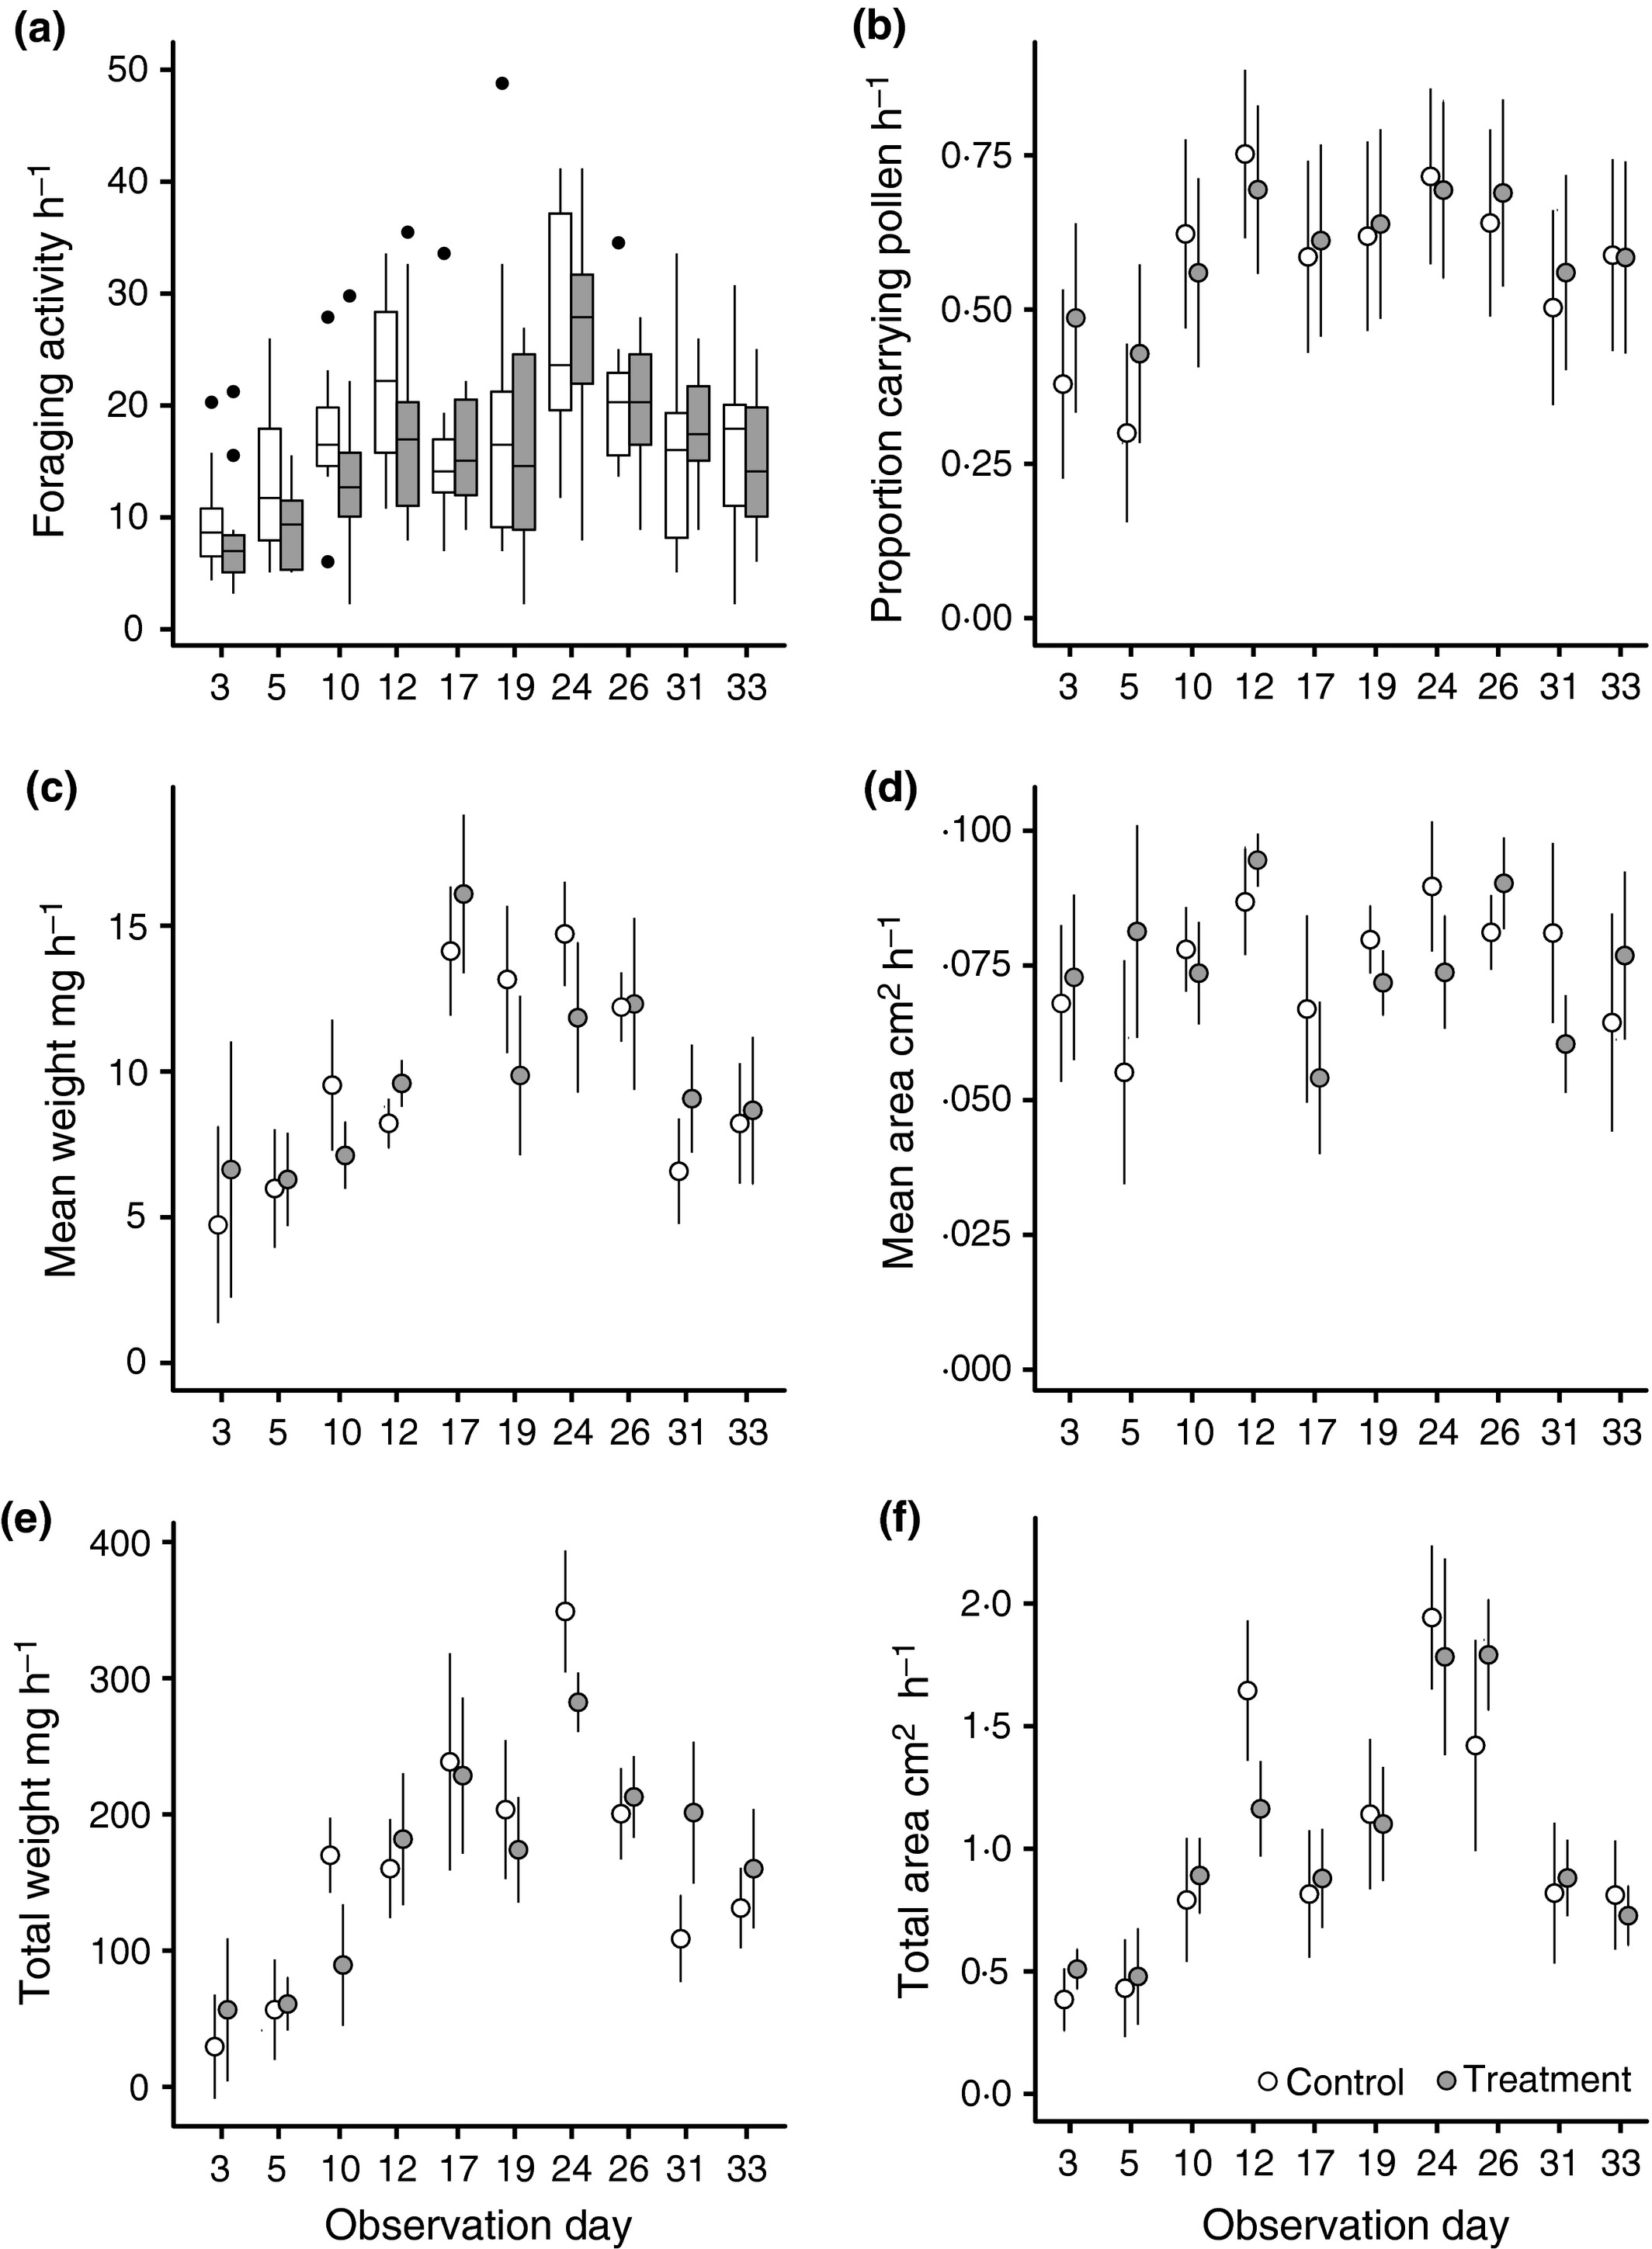 (a)
Foraging activity h⁻¹
50
40
30
20
10
0
3 5 10 12 17 19 24 26 31 33
(b)
Proportion carrying pollen h⁻¹
0·75
0·50
0·25
0·00
3 5 10 12 17 19 24 26 31 33
(c)
Mean weight mg h⁻¹
15
10
5
0
3 5 10 12 17 19 24 26 31 33
(d)
Mean area cm² h⁻¹
·100
·075
·050
·025
·000
3 5 10 12 17 19 24 26 31 33
(e)
Total weight mg h⁻¹
400
300
200
100
0
3 5 10 12 17 19 24 26 31 33
Observation day
(f)
Total area cm² h⁻¹
2·0
1·5
1·0
0·5
0·0
Control Treatment
3 5 10 12 17 19 24 26 31 33
Observation day